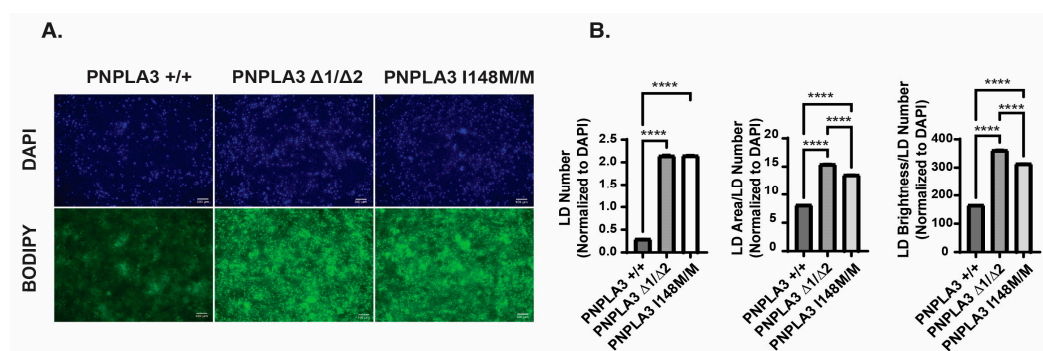 A.
B.
PNPLA3 +/+
PNPLA3 Δ1/Δ2
PNPLA3 I148M/M
DAPI
BODIPY
LD Number
(Normalized to DAPI)
2.5
2.0
1.5
1.0
0.5
0.0
****
****
PNPLA3 +/+
PNPLA3 Δ1/Δ2
PNPLA3 I148M/M
LD Area/LD Number
(Normalized to DAPI)
20
15
10
5
0
****
****
****
PNPLA3 +/+
PNPLA3 Δ1/Δ2
PNPLA3 I148M/M
LD Brightness/LD Number
(Normalized to DAPI)
400
300
200
100
0
****
****
****
PNPLA3 +/+
PNPLA3 Δ1/Δ2
PNPLA3 I148M/M